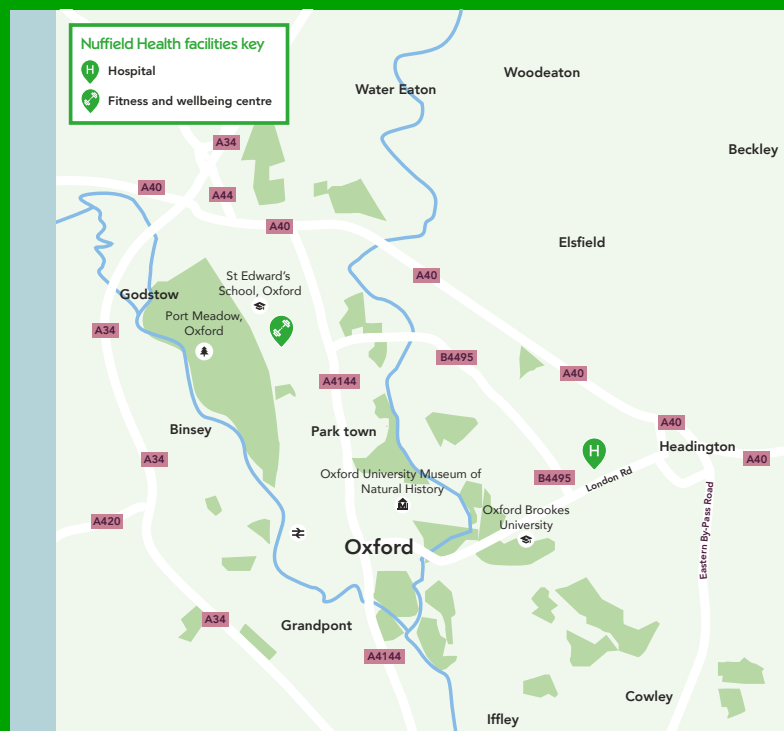 Nuffield Health facilities key
H
Hospital
Fitness and wellbeing centre
Water Eaton
Woodeaton
Beckley
A34
A40
A44
A40
Elsfield
A40
St Edward's
School, Oxford
Godstow
Port Meadow,
Oxford
A34
B4495
A40
A4144
A40
Binsey
Park town
Headington
H
A34
A40
Oxford University Museum of
Natural History
B4495
London Rd
Oxford Brookes
University
A420
Eastern By-Pass Road
Oxford
A34
Grandpont
A4144
Cowley
Iffley